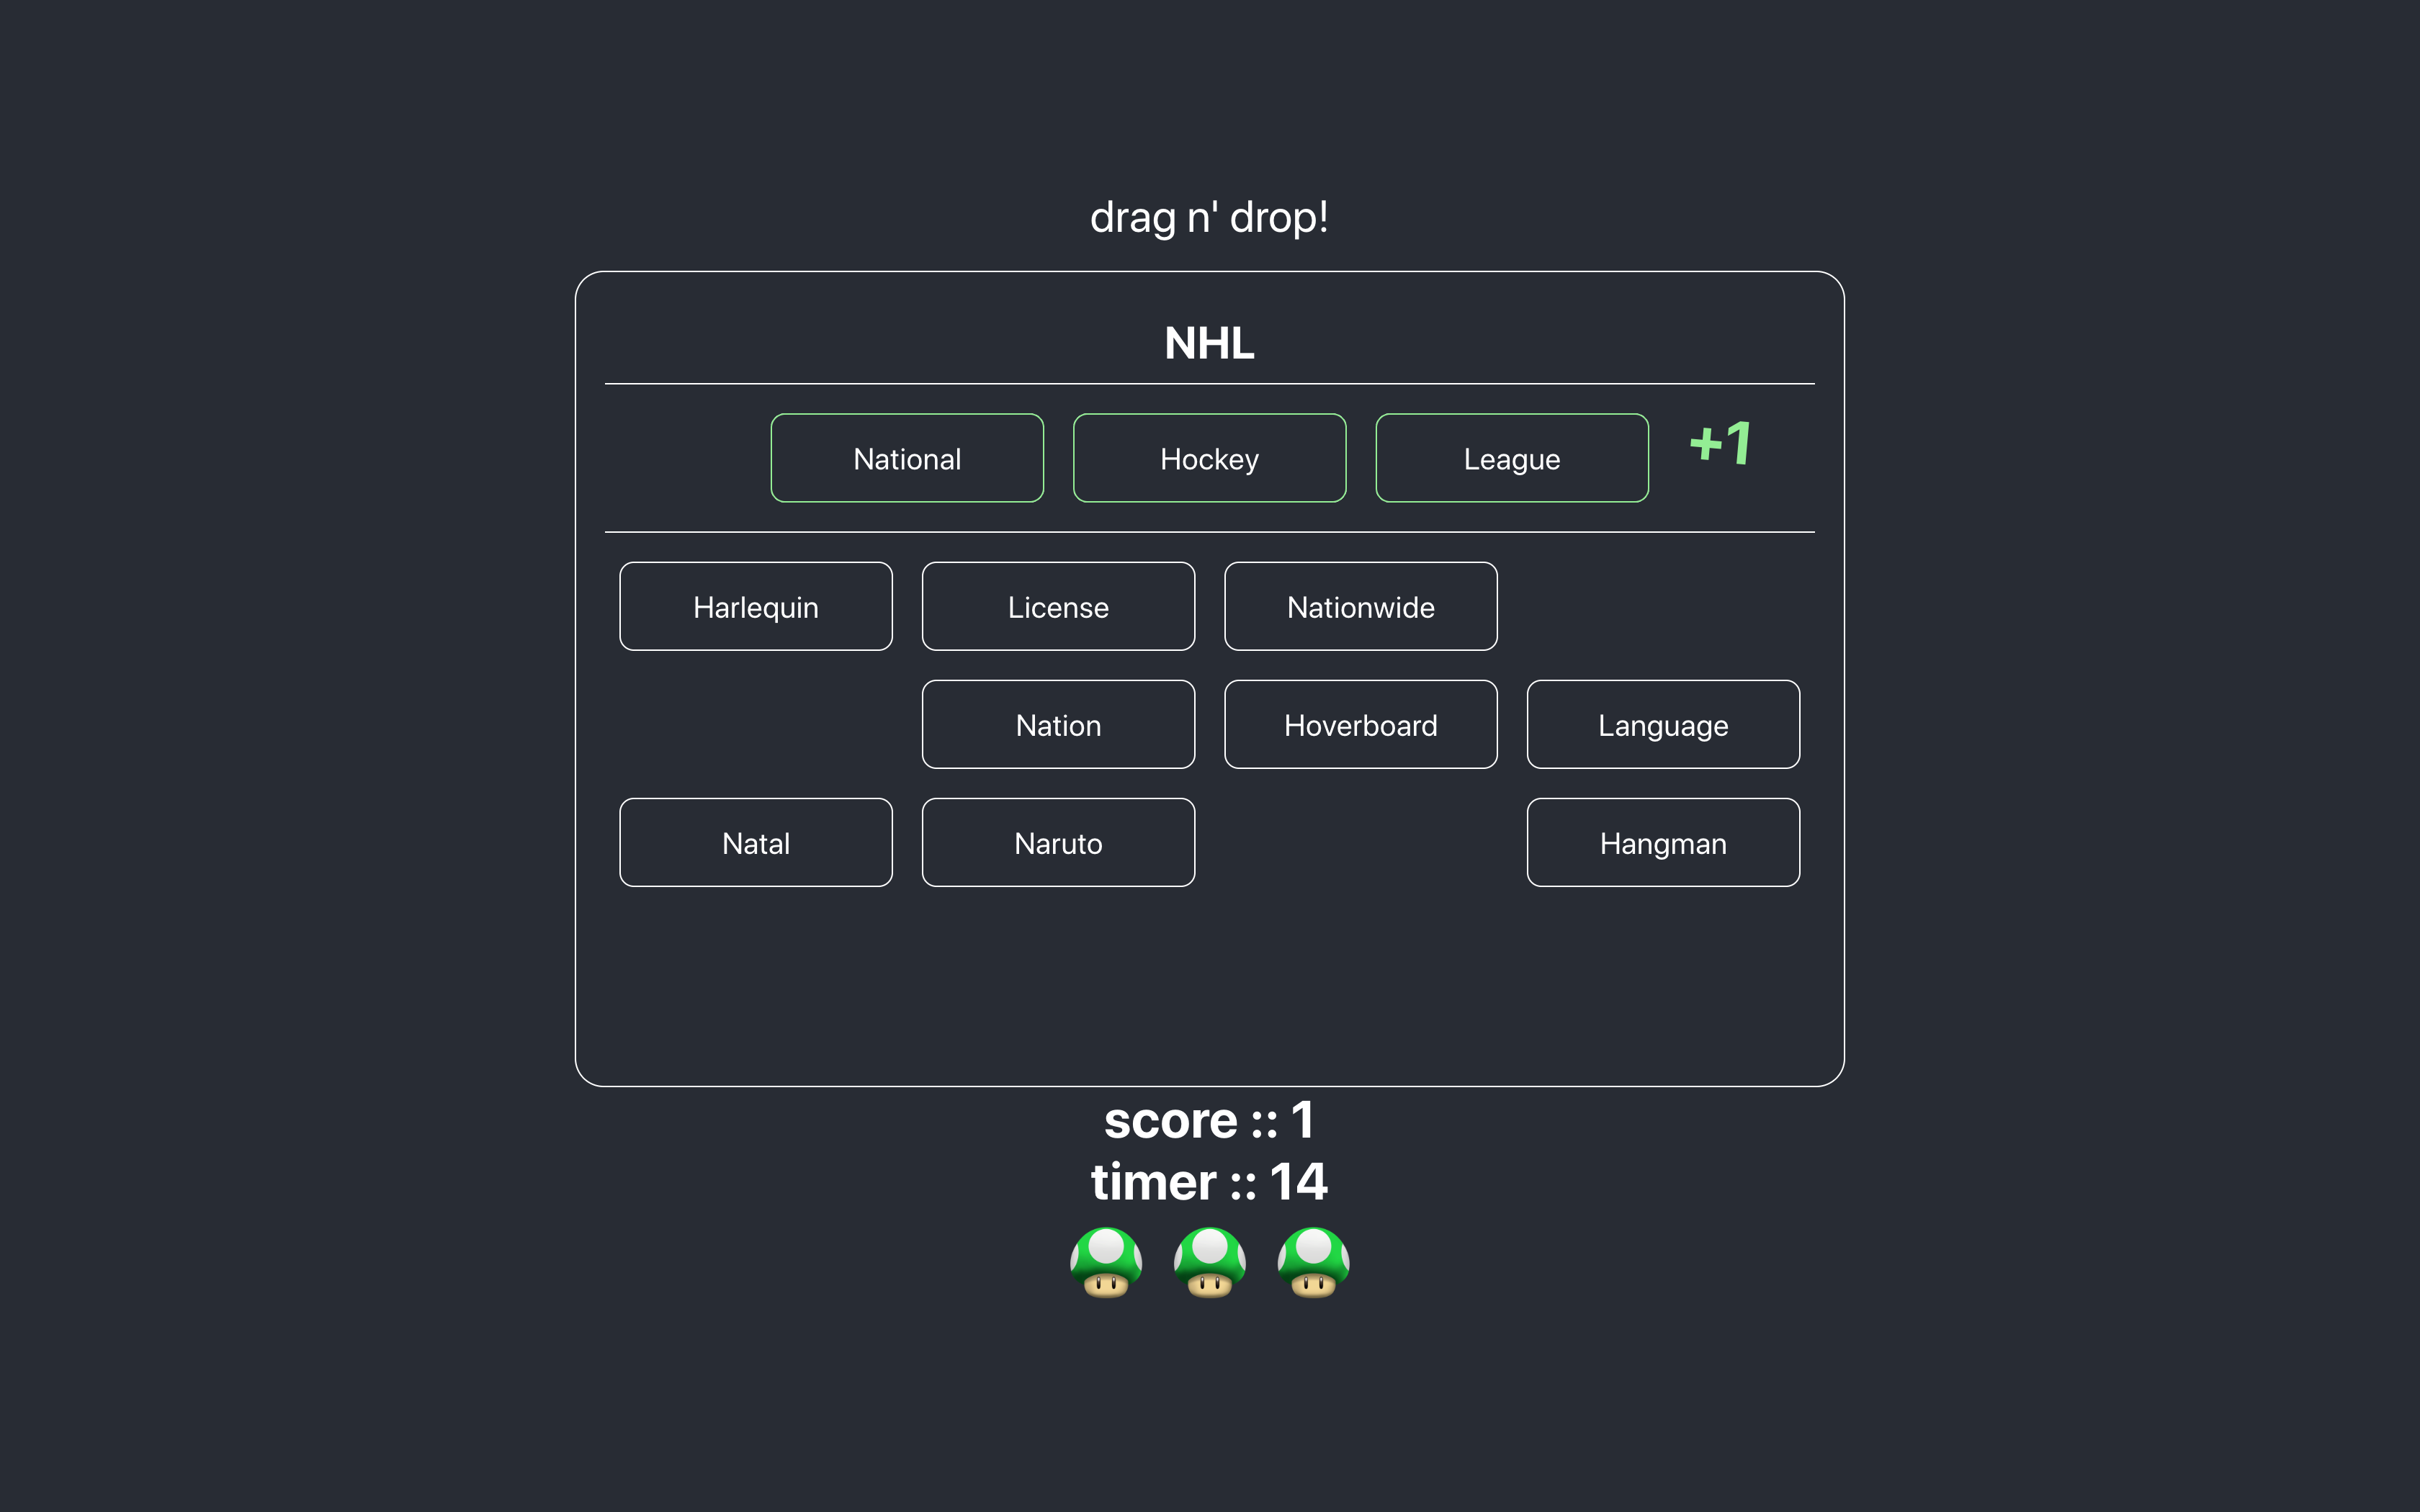 drag n' drop!
NHL
National Hockey League +1
Harlequin License Nationwide
Nation Hoverboard Language
Natal Naruto Hangman
score :: 1
timer :: 14